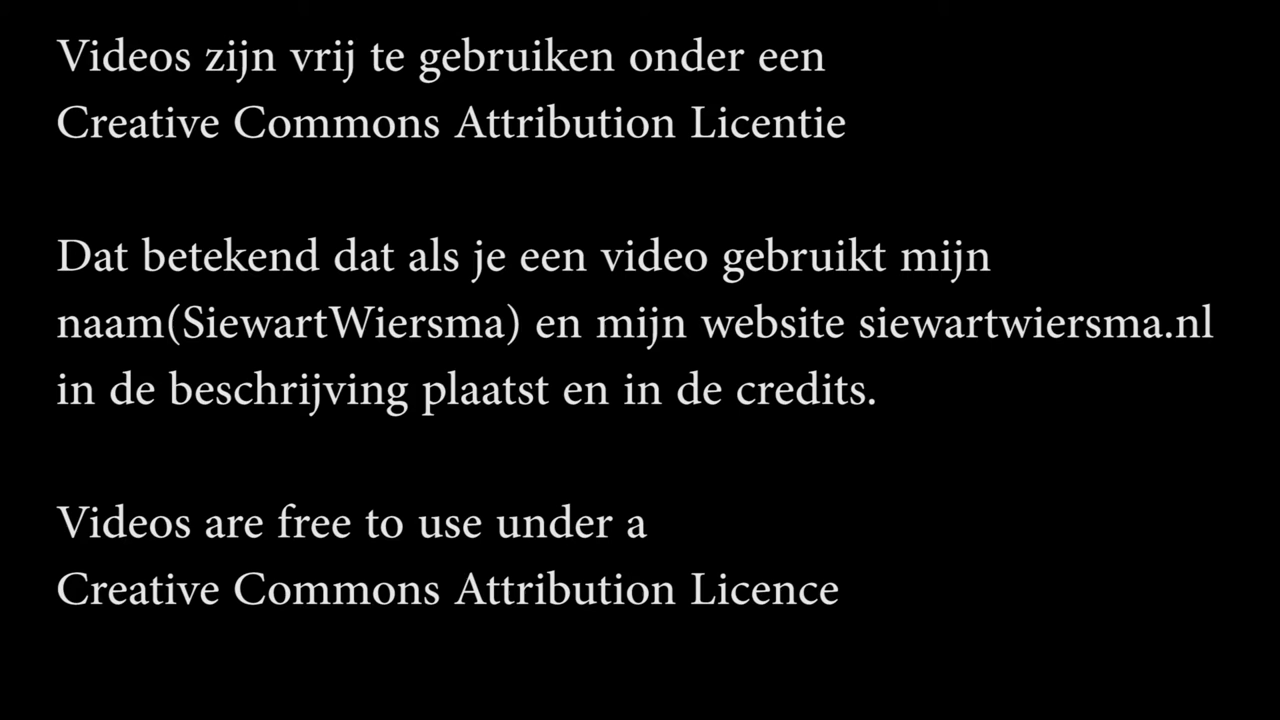 Videos zijn vrij te gebruiken onder een
Creative Commons Attribution Licentie
Dat betekend dat als je een video gebruikt mijn
naam(SiewartWiersma) en mijn website siewartwiersma.nl
in de beschrijving plaatst en in de credits.
Videos are free to use under a
Creative Commons Attribution Licence